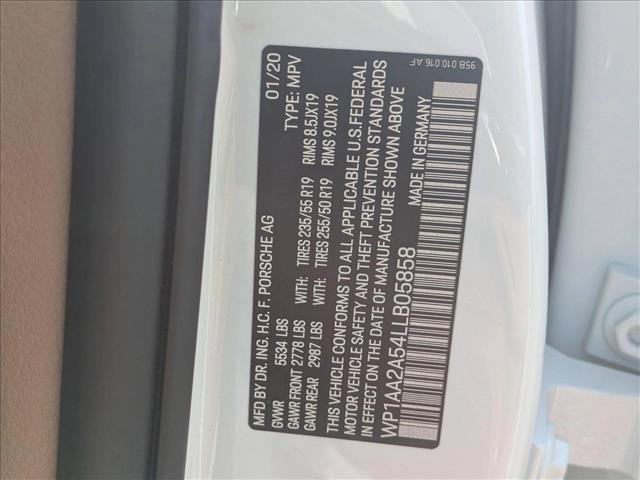 MFD BY DR. ING. H.C. F. PORSCHE AG 01/20
GVWR 5534 LBS TYPE: MPV
GAWR FRONT 2778 LBS WITH: TIRES 235/55 R19 RIMS 8.5JX19
GAWR REAR 2987 LBS WITH: TIRES 255/50 R19 RIMS 9.0JX19
THIS VEHICLE CONFORMS TO ALL APPLICABLE U.S. FEDERAL
MOTOR VEHICLE SAFETY AND THEFT PREVENTION STANDARDS
IN EFFECT ON THE DATE OF MANUFACTURE SHOWN ABOVE
WP1AA2A54LLB05858 MADE IN GERMANY
95B 010 016 AF